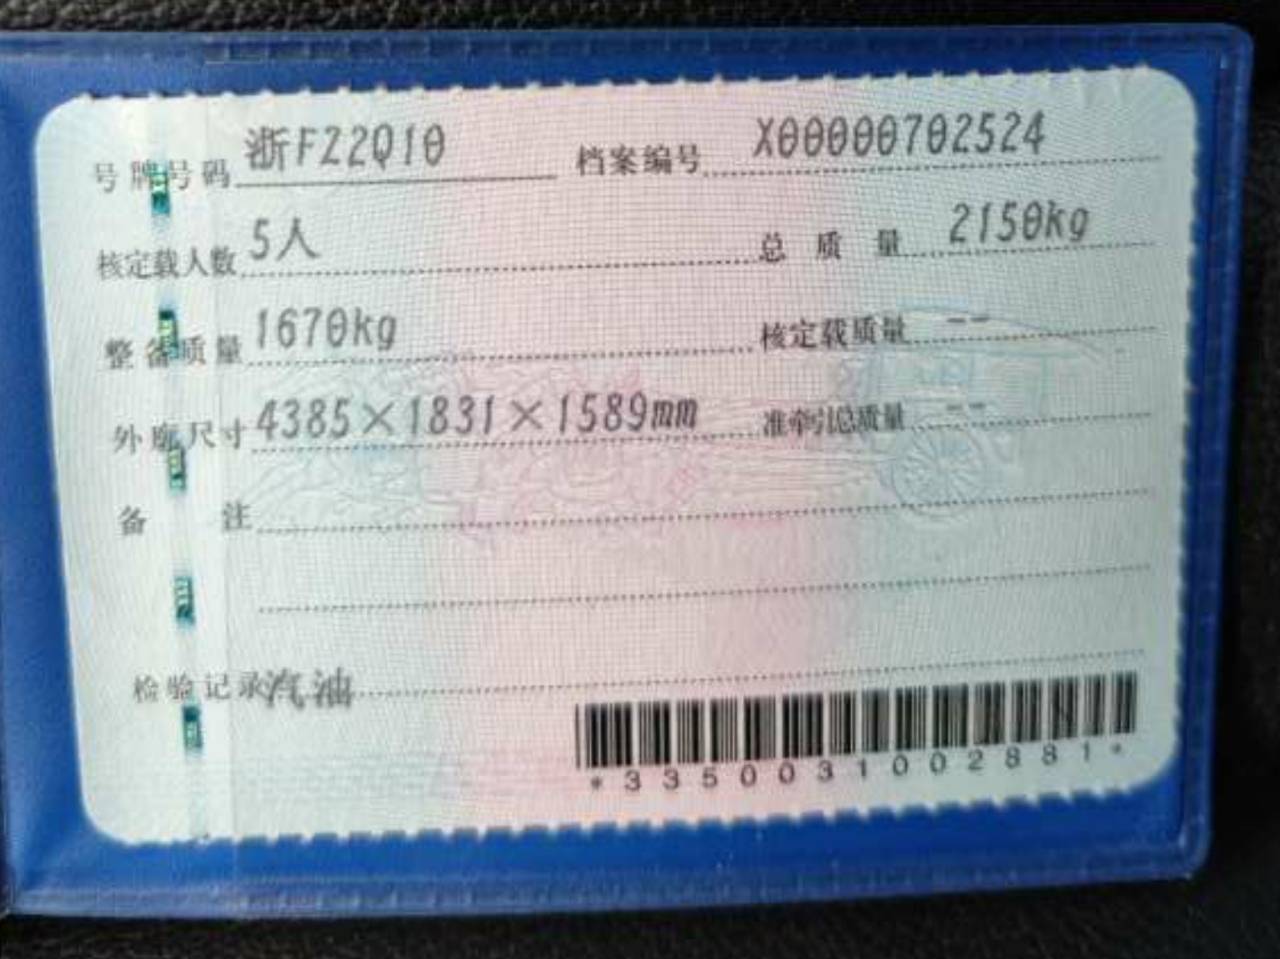 号牌号码 浙F22Q10 档案编号 X00000702524
核定载人数 5人 总质量 2150kg
整备质量 1670kg 核定载质量 --
外廓尺寸 4385×1831×1589mm 准牵引总质量 --
备注
检验记录 汽油
*3350031002881*